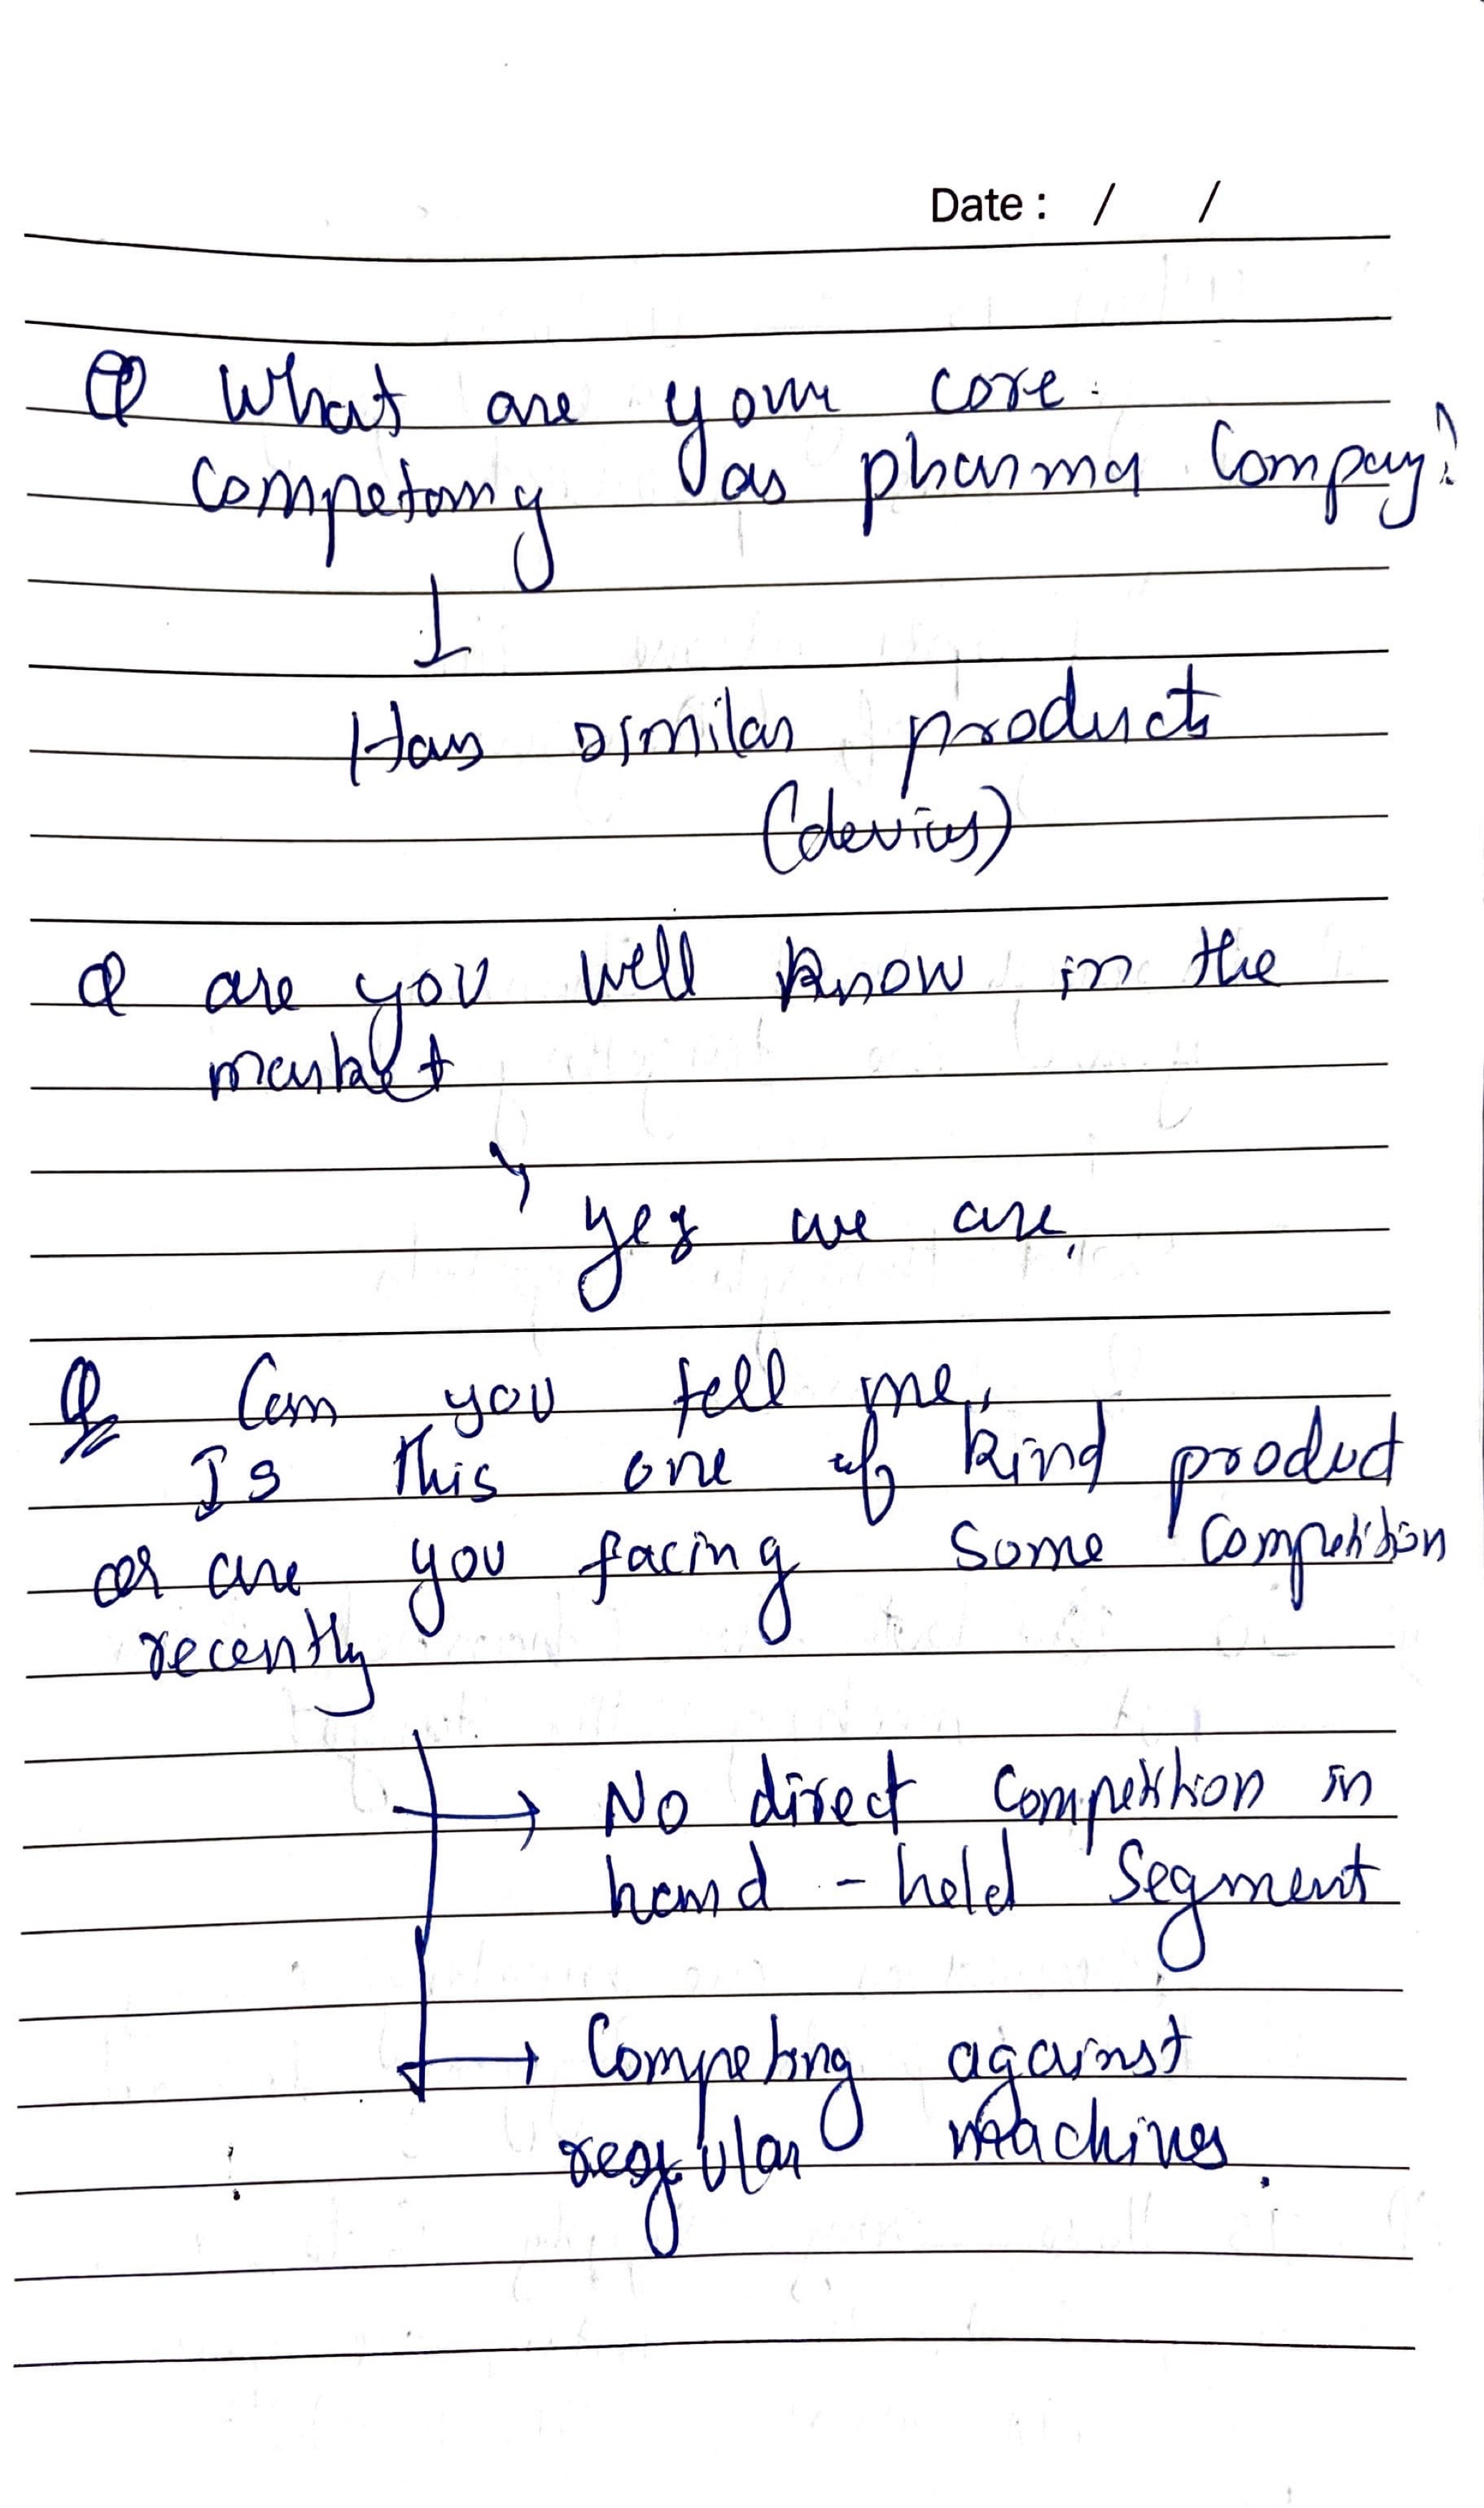 Date : / /
Q What are your core
competancy as pharma Company?
Has similar products
(devices)
Q are you well know in the
market
yes we are.
Q Can you tell me,
Is this one of kind product
or are you facing some Competition
recently
No direct Competition in
hand - held Segment
Competing against
regular machines.